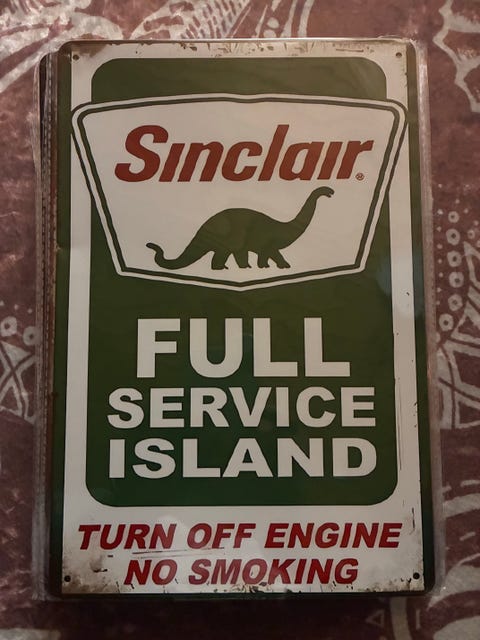 Sinclair®
FULL
SERVICE
ISLAND
TURN OFF ENGINE
NO SMOKING